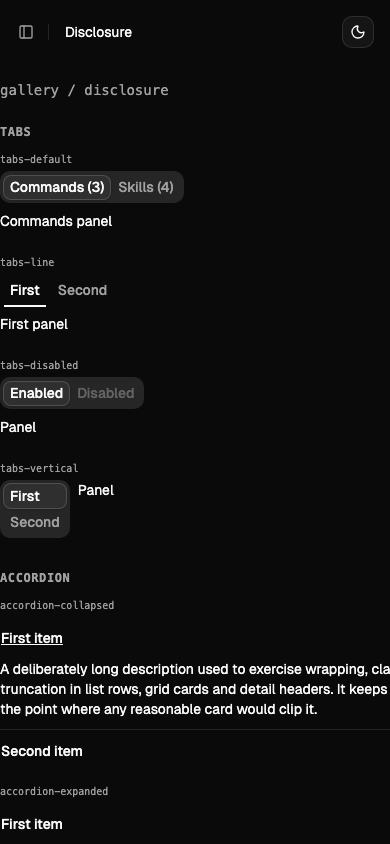 Disclosure
gallery / disclosure
TABS
tabs-default
Commands (3) Skills (4)
Commands panel
tabs-line
First Second
First panel
tabs-disabled
Enabled Disabled
Panel
tabs-vertical
First Panel
Second
ACCORDION
accordion-collapsed
First item
A deliberately long description used to exercise wrapping, cla
truncation in list rows, grid cards and detail headers. It keeps
the point where any reasonable card would clip it.
Second item
accordion-expanded
First item